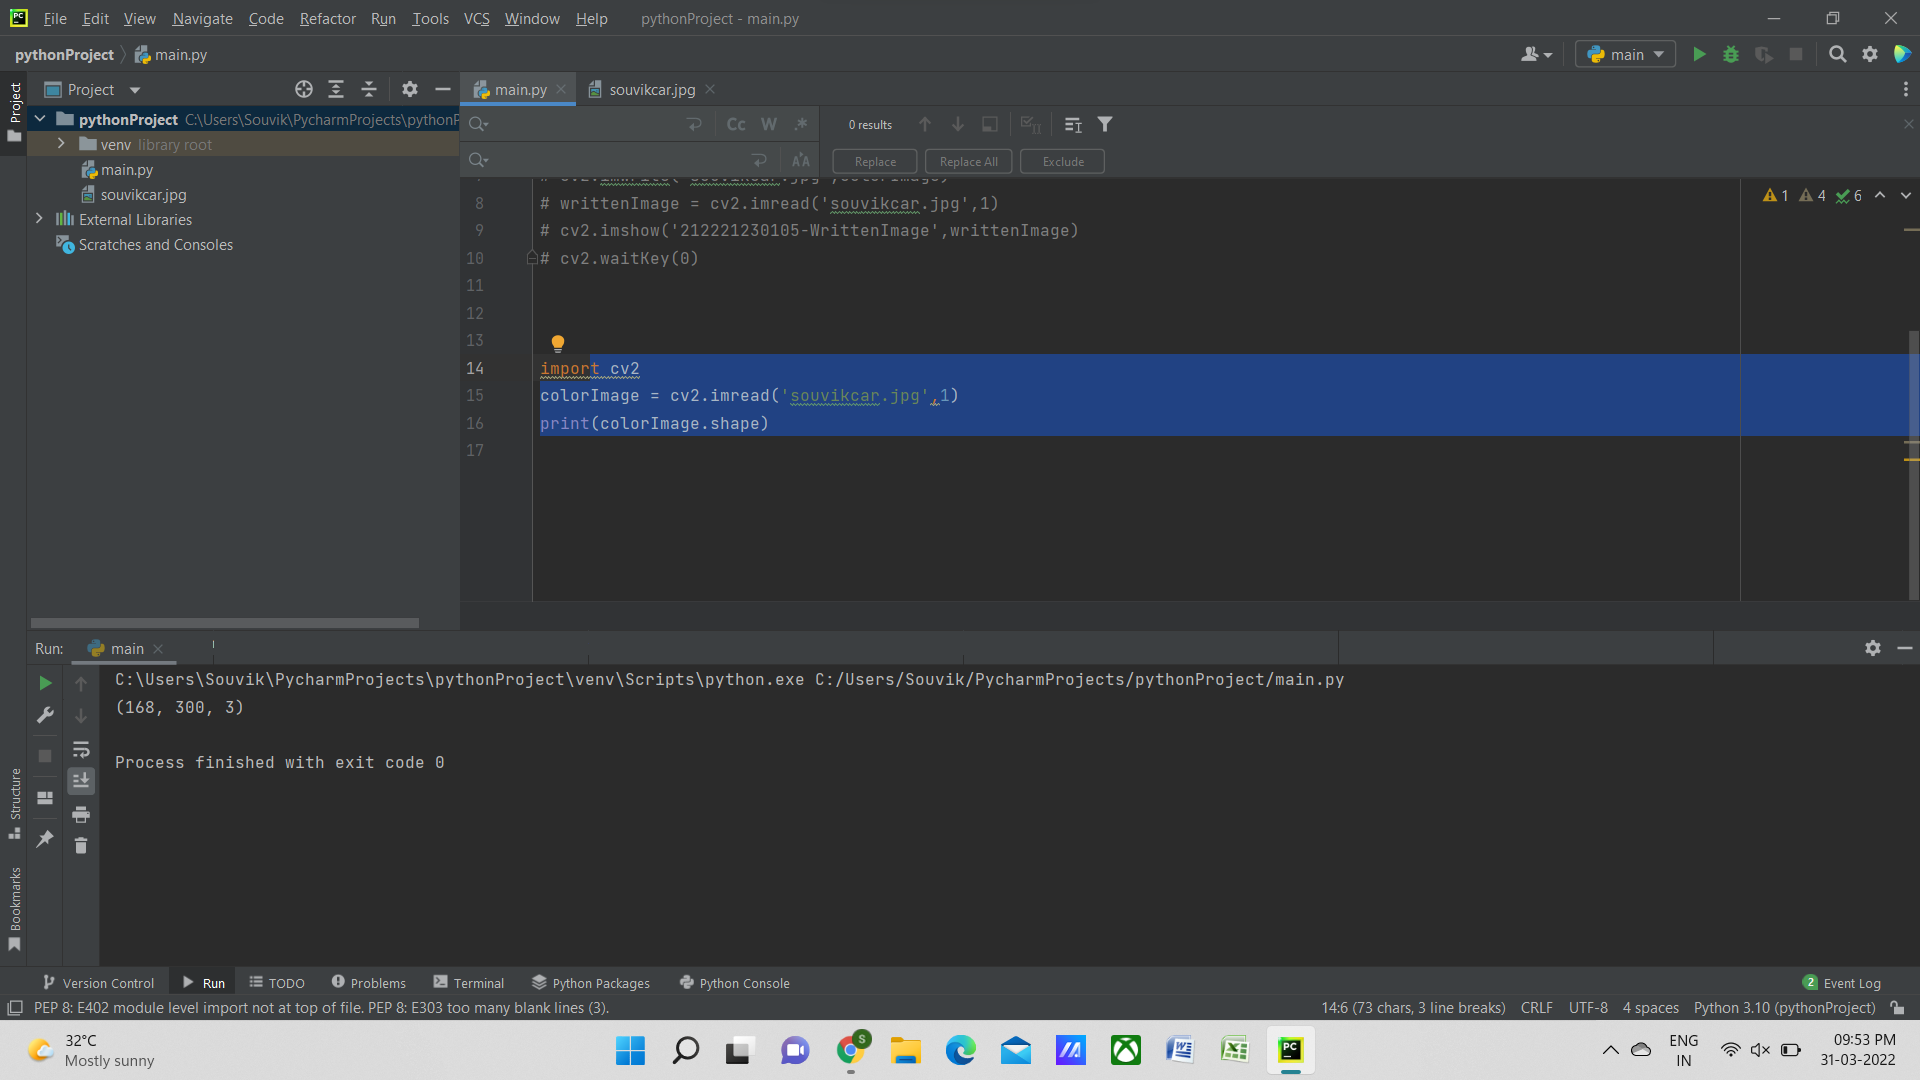 File Edit View Navigate Code Refactor Run Tools VCS Window Help pythonProject - main.py
pythonProject main.py
main
Project
Project
main.py
souvikcar.jpg
pythonProject C:\Users\Souvik\PycharmProjects\pythonP
venv library root
main.py
souvikcar.jpg
External Libraries
Scratches and Consoles
Cc W .* 0 results
Replace Replace All Exclude
1 4 6
8 # writtenImage = cv2.imread('souvikcar.jpg',1)
9 # cv2.imshow('212221230105-WrittenImage',writtenImage)
10 # cv2.waitKey(0)
11
12
13
14 import cv2
15 colorImage = cv2.imread('souvikcar.jpg',1)
16 print(colorImage.shape)
17
Run: main
C:\Users\Souvik\PycharmProjects\pythonProject\venv\Scripts\python.exe C:/Users/Souvik/PycharmProjects/pythonProject/main.py
(168, 300, 3)
Process finished with exit code 0
Structure
Bookmarks
Version Control Run TODO Problems Terminal Python Packages Python Console 2 Event Log
PEP 8: E402 module level import not at top of file. PEP 8: E303 too many blank lines (3). 14:6 (73 chars, 3 line breaks) CRLF UTF-8 4 spaces Python 3.10 (pythonProject)
32°C
Mostly sunny
S
PC
ENG
IN
09:53 PM
31-03-2022